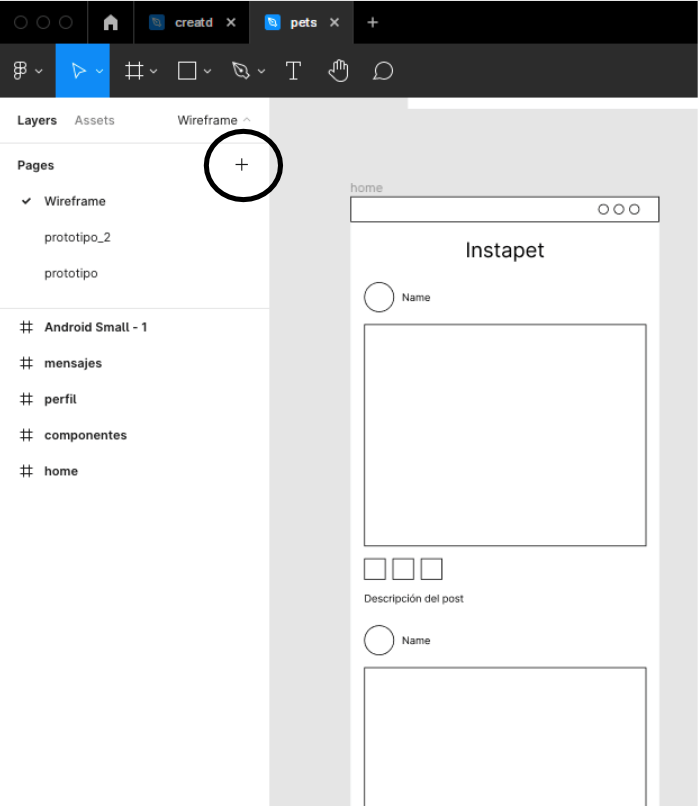 creatd
pets
Layers
Assets
Wireframe
Pages
Wireframe
prototipo_2
prototipo
Android Small - 1
mensajes
perfil
componentes
home
home
Instapet
Name
Descripción del post
Name